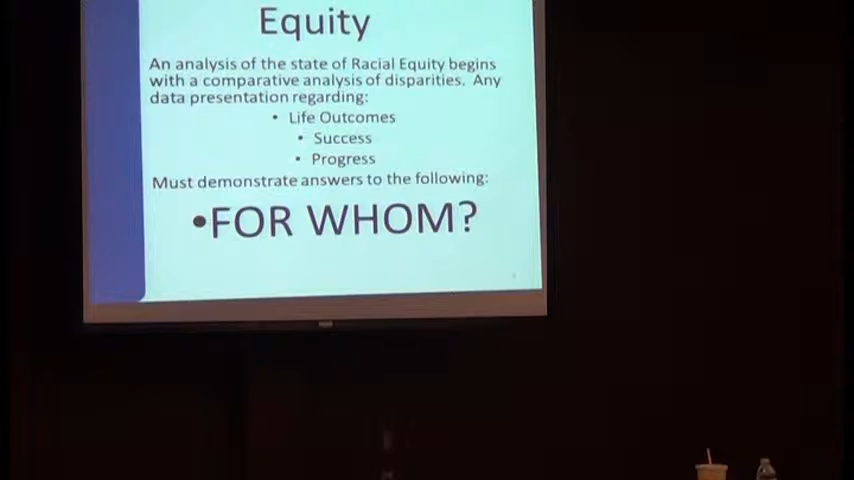 Equity
An analysis of the state of Racial Equity begins
with a comparative analysis of disparities. Any
data presentation regarding:
• Life Outcomes
• Success
• Progress
Must demonstrate answers to the following:
•FOR WHOM?